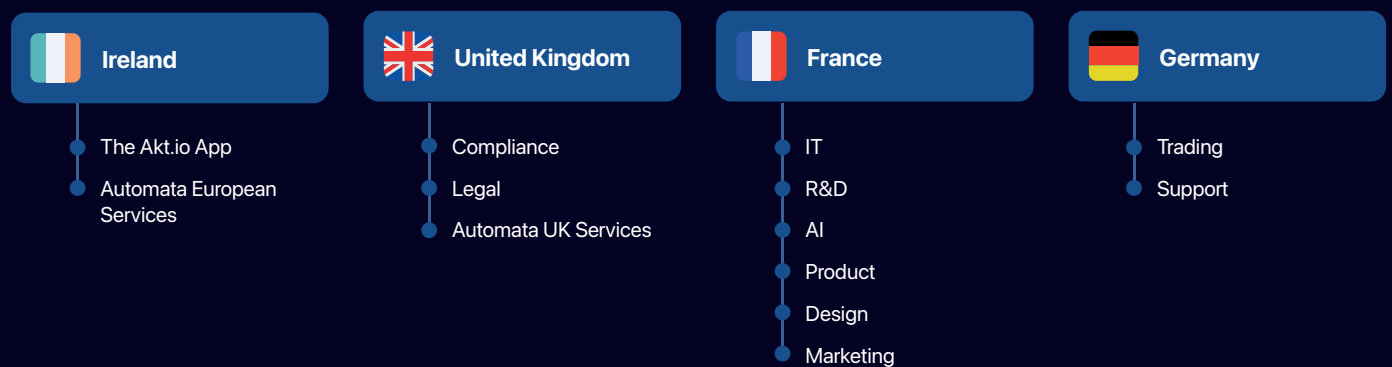 Ireland
The Akt.io App
Automata European
Services
United Kingdom
Compliance
Legal
Automata UK Services
France
IT
R&D
AI
Product
Design
Marketing
Germany
Trading
Support